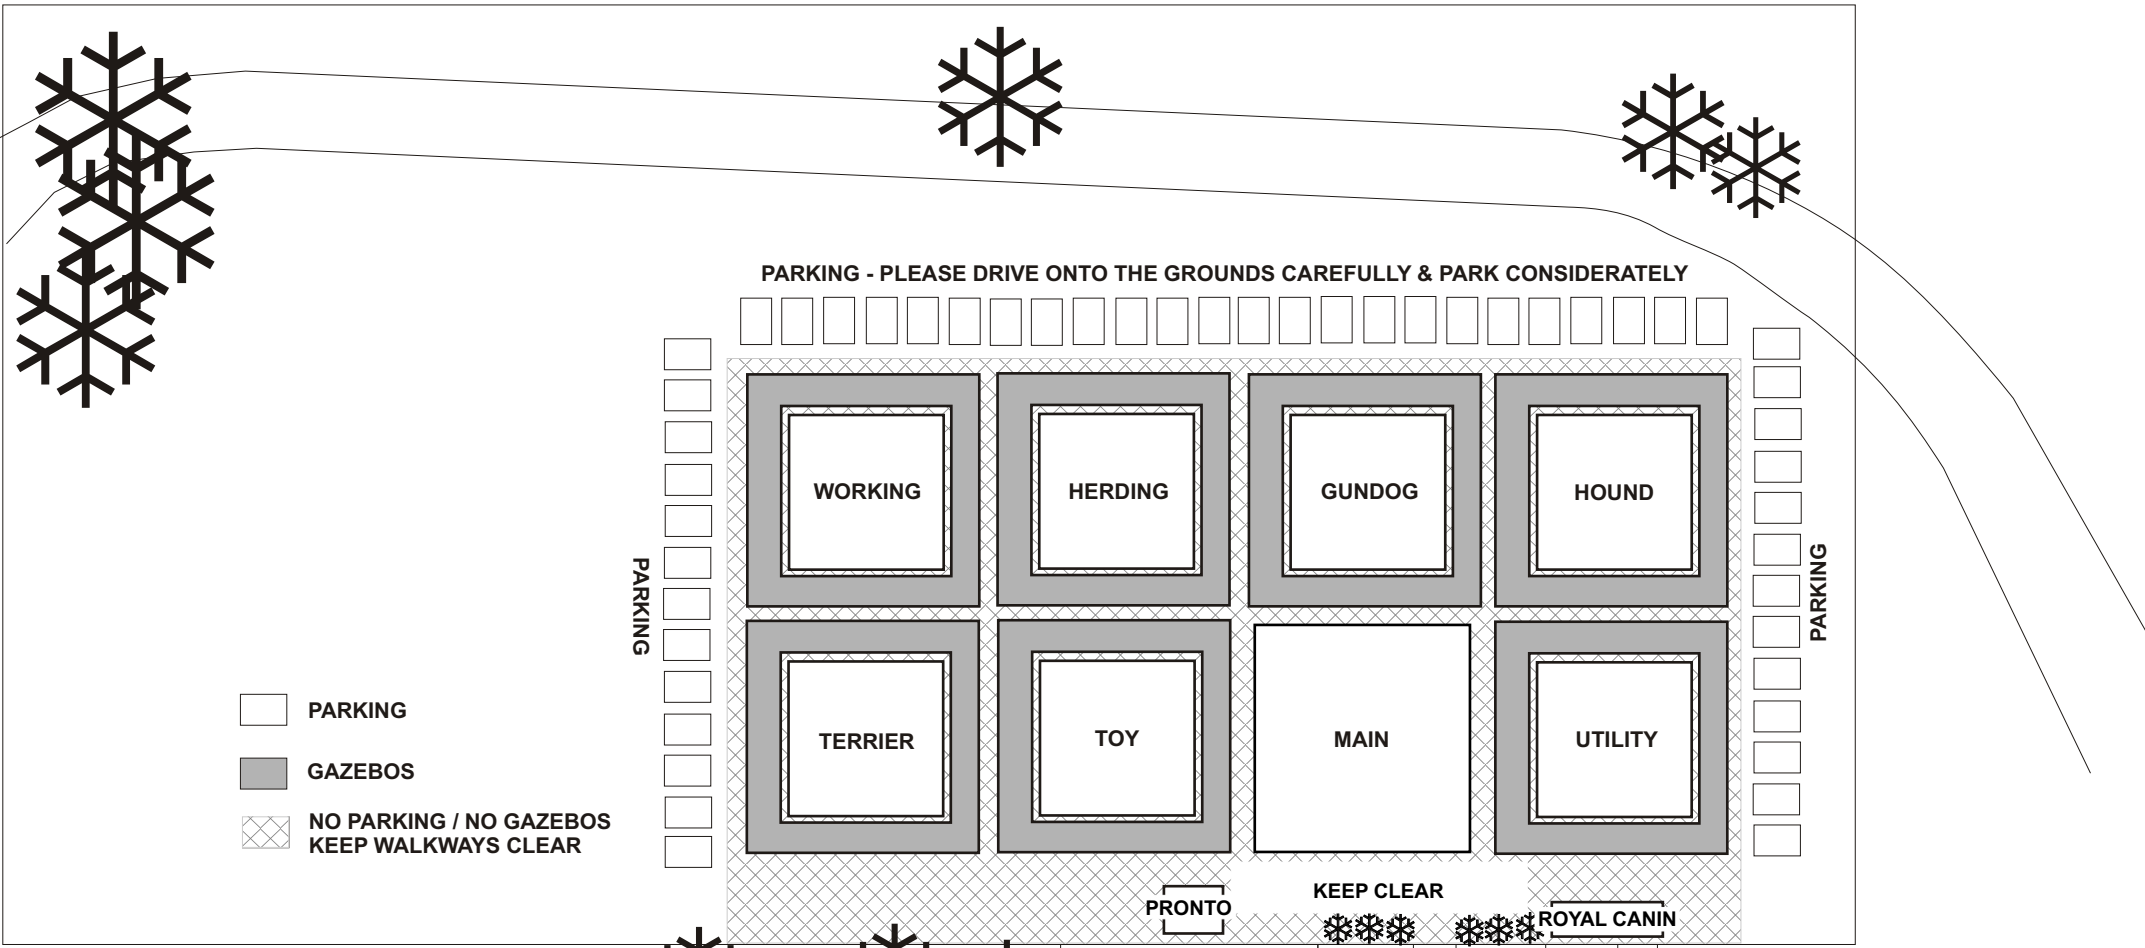 PARKING - PLEASE DRIVE ONTO THE GROUNDS CAREFULLY & PARK CONSIDERATELY
WORKING
HERDING
GUNDOG
HOUND
PARKING
PARKING
TERRIER
TOY
MAIN
UTILITY
PARKING
GAZEBOS
NO PARKING / NO GAZEBOS
KEEP WALKWAYS CLEAR
KEEP CLEAR
PRONTO
ROYAL CANIN